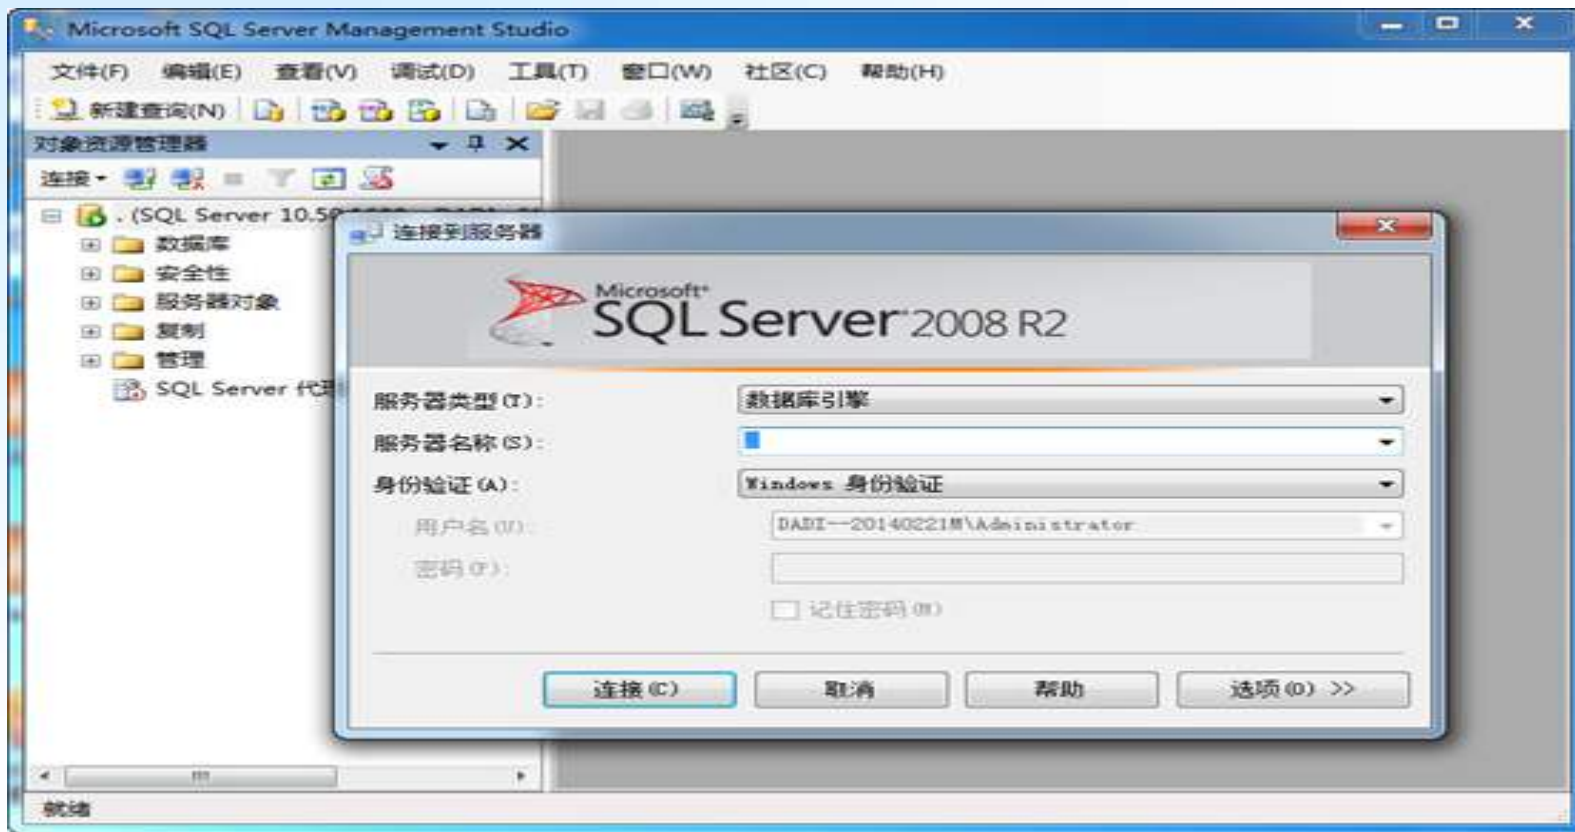 Microsoft SQL Server Management Studio
文件(F) 编辑(E) 查看(V) 调试(D) 工具(T) 窗口(W) 社区(C) 帮助(H)
新建查询(N)
对象资源管理器
连接
. (SQL Server 10.50
数据库
安全性
服务器对象
复制
管理
SQL Server 代理
连接到服务器
Microsoft
SQL Server 2008 R2
服务器类型(T): 数据库引擎
服务器名称(S):
身份验证(A): Windows 身份验证
用户名(U): DADI--20140221M\Administrator
密码(P):
记住密码(M)
连接(C) 取消 帮助 选项(O) >>
就绪